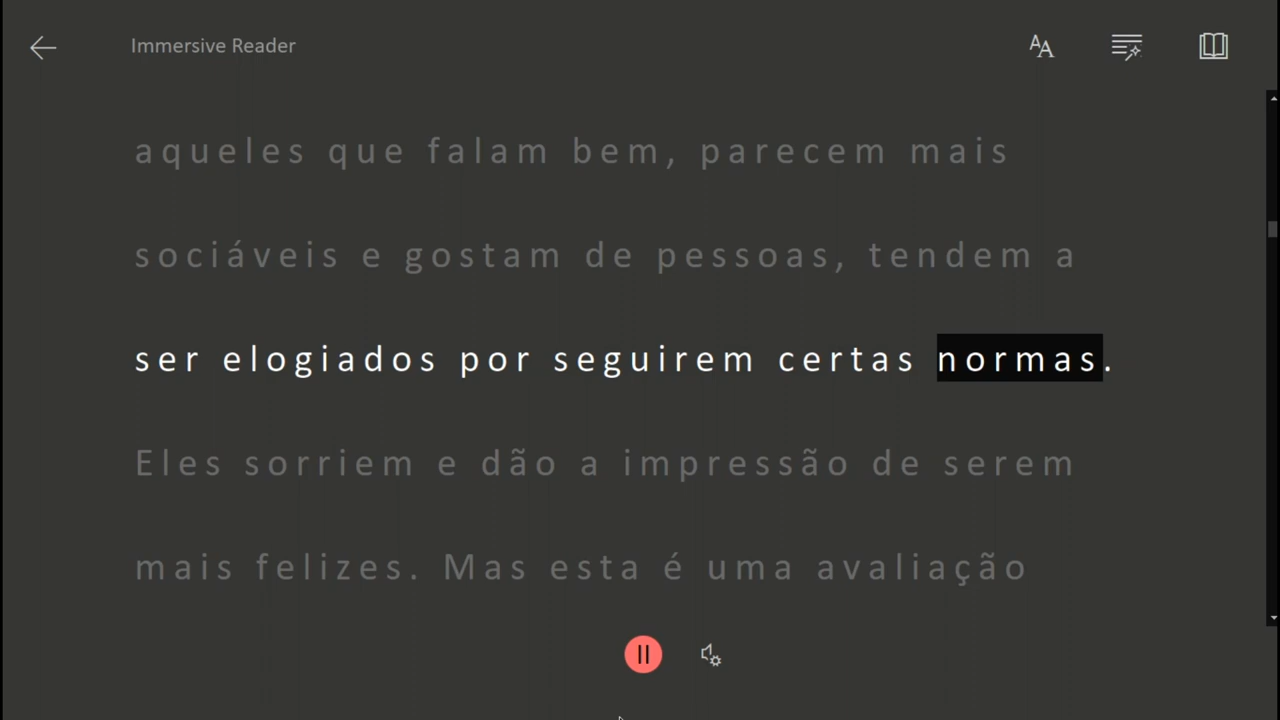 Immersive Reader
aqueles que falam bem, parecem mais
sociáveis e gostam de pessoas, tendem a
ser elogiados por seguirem certas normas.
Eles sorriem e dão a impressão de serem
mais felizes. Mas esta é uma avaliação